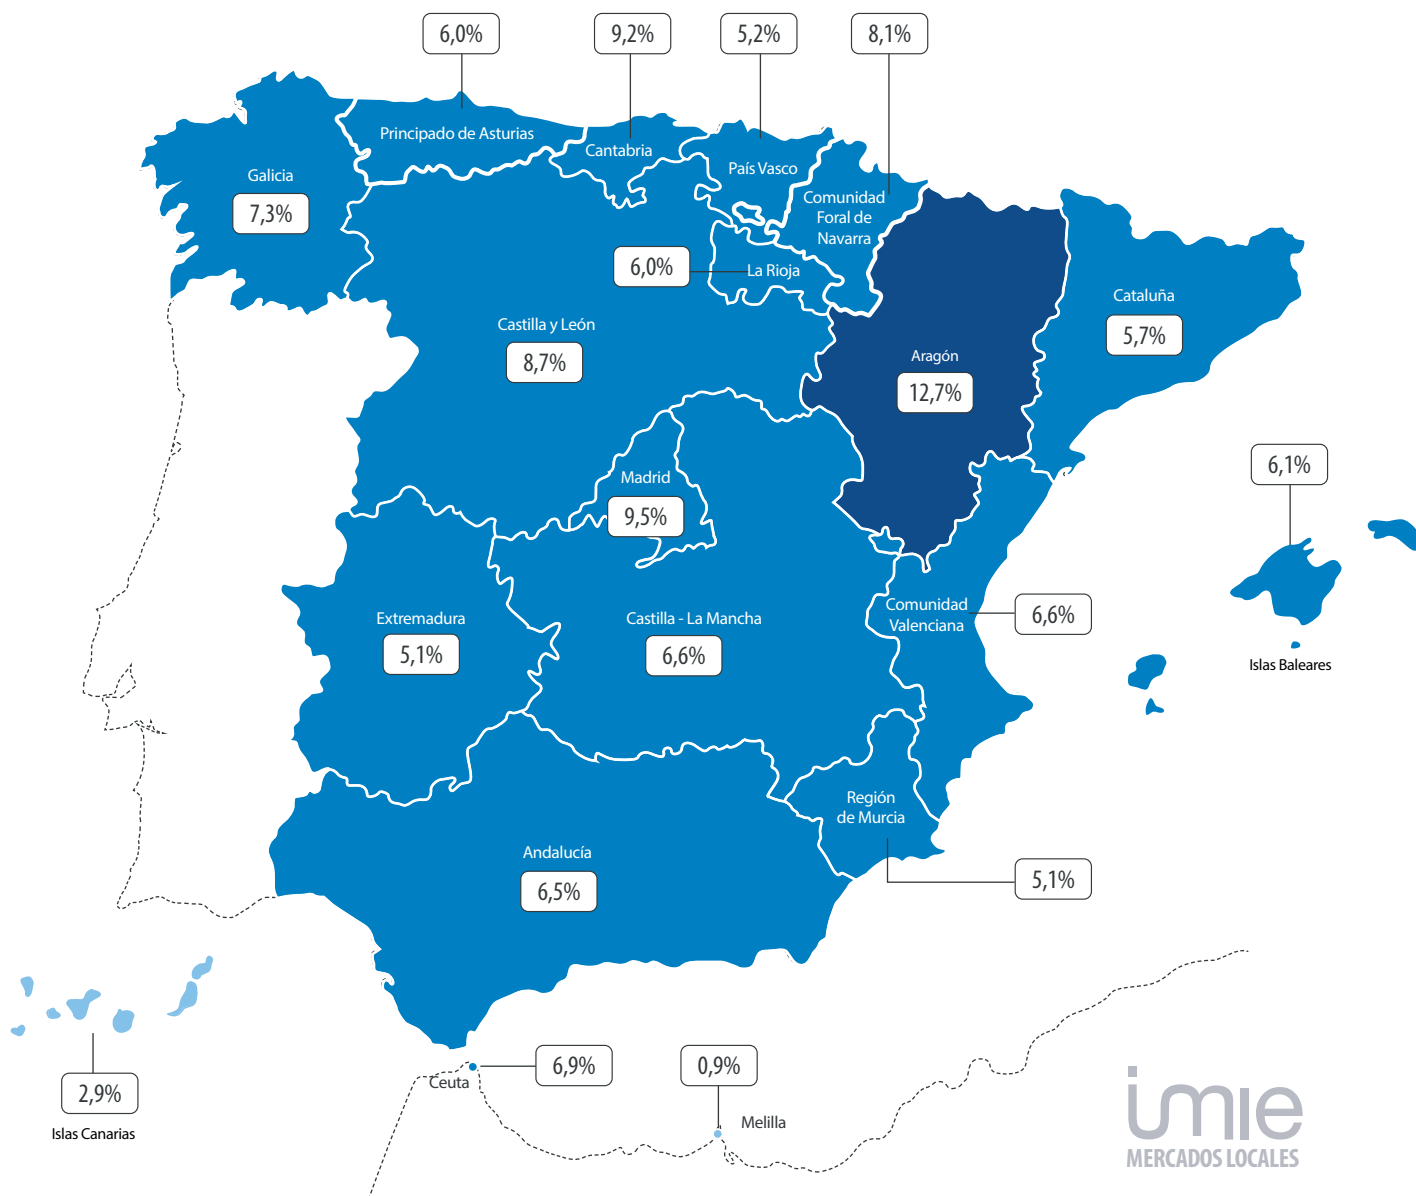 6,0%
9,2%
5,2%
8,1%
Principado de Asturias
Cantabria
País Vasco
Galicia
7,3%
Comunidad
Foral de
Navarra
6,0%
La Rioja
Cataluña
5,7%
Castilla y León
8,7%
Aragón
12,7%
Madrid
9,5%
6,1%
Islas Baleares
Extremadura
5,1%
Castilla - La Mancha
6,6%
Comunidad
Valenciana
6,6%
Región
de Murcia
5,1%
Andalucía
6,5%
2,9%
Islas Canarias
Ceuta
6,9%
0,9%
Melilla
imie
MERCADOS LOCALES